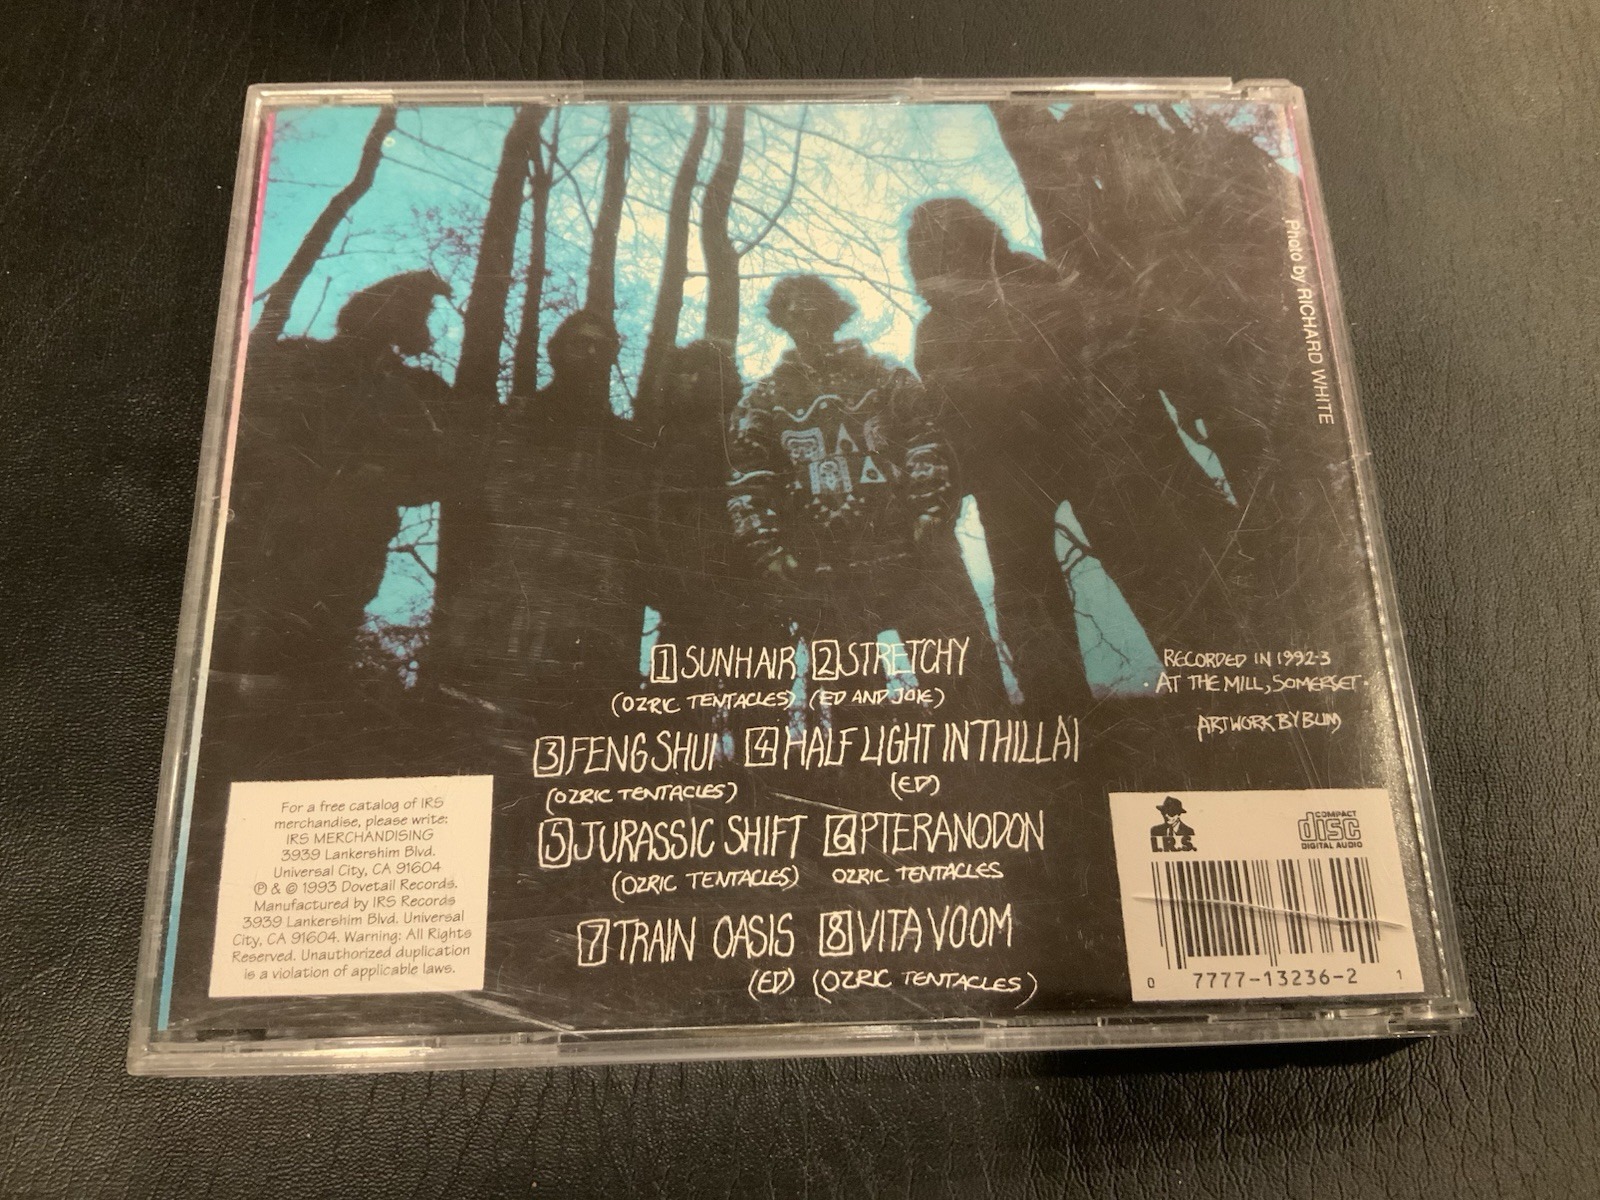 Photo by RICHARD WHITE
1 SUNHAIR 2 STRETCHY
(OZRIC TENTACLES) (ED AND JOIE)
3 FENG SHUI 4 HALF LIGHT IN THILLAI
(OZRIC TENTACLES) (ED)
5 JURASSIC SHIFT 6 PTERANODON
(OZRIC TENTACLES) OZRIC TENTACLES
7 TRAIN OASIS 8 VITA VOOM
(ED) (OZRIC TENTACLES)
RECORDED IN 1992-3
AT THE MILL, SOMERSET.
ARTWORK BY BLIM
For a free catalog of IRS
merchandise, please write:
IRS MERCHANDISING
3939 Lankershim Blvd.
Universal City, CA 91604
℗ & © 1993 Dovetail Records.
Manufactured by IRS Records
3939 Lankershim Blvd. Universal
City, CA 91604. Warning: All Rights
Reserved. Unauthorized duplication
is a violation of applicable laws.
I.R.S.
COMPACT
disc
DIGITAL AUDIO
0 7777-13236-2 1